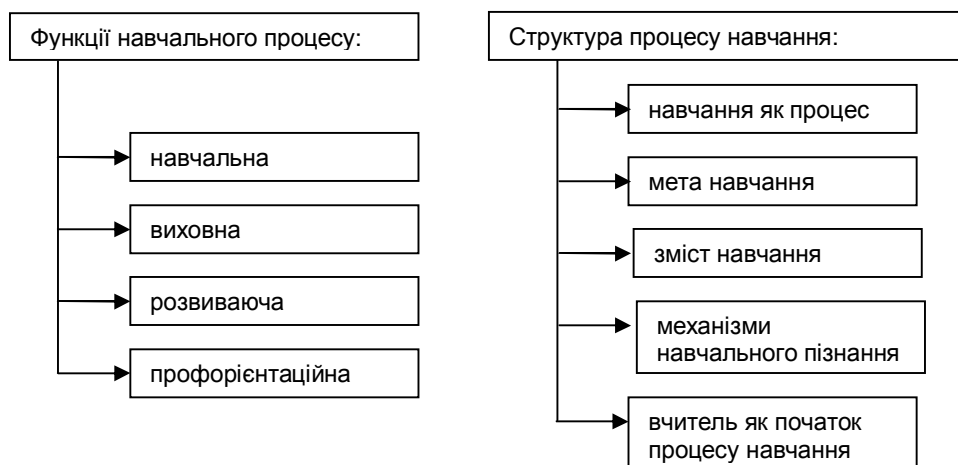 Функції навчального процесу:
навчальна
виховна
розвиваюча
профорієнтаційна
Структура процесу навчання:
навчання як процес
мета навчання
зміст навчання
механізми
навчального пізнання
вчитель як початок
процесу навчання